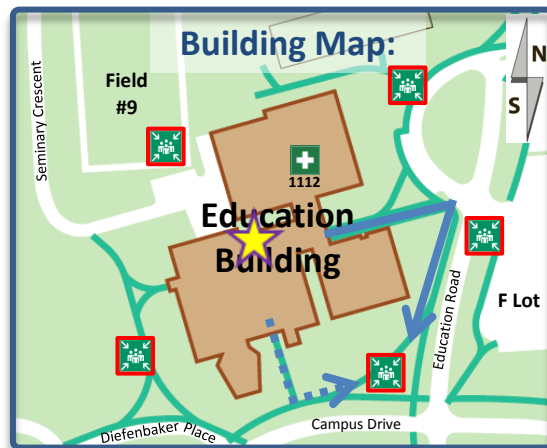 Building Map:
N
S
Field
#9
Seminary Crescent
1112
Education
Building
F Lot
Education Road
Campus Drive
Diefenbaker Place